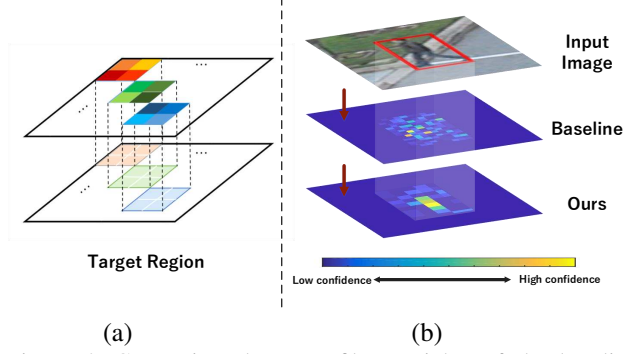 Input
Image
Baseline
Ours
Target Region
Low confidence
High confidence
(a)
(b)